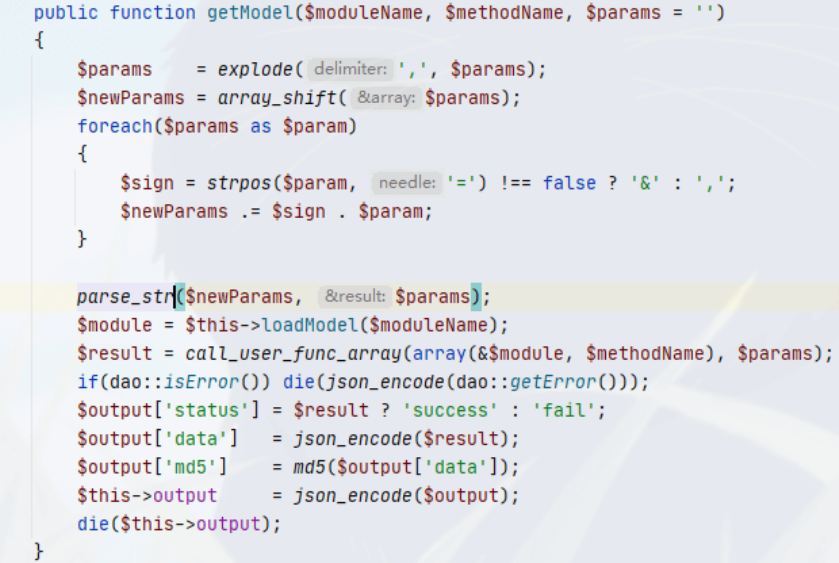 public function getModel($moduleName, $methodName, $params = '')
{
    $params    = explode( delimiter: ',', $params);
    $newParams = array_shift( &array: $params);
    foreach($params as $param)
    {
        $sign = strpos($param, needle: '=') !== false ? '&' : ',';
        $newParams .= $sign . $param;
    }
    parse_str($newParams, &result: $params);
    $module = $this->loadModel($moduleName);
    $result = call_user_func_array(array(&$module, $methodName), $params);
    if(dao::isError()) die(json_encode(dao::getError()));
    $output['status'] = $result ? 'success' : 'fail';
    $output['data']   = json_encode($result);
    $output['md5']    = md5($output['data']);
    $this->output     = json_encode($output);
    die($this->output);
}